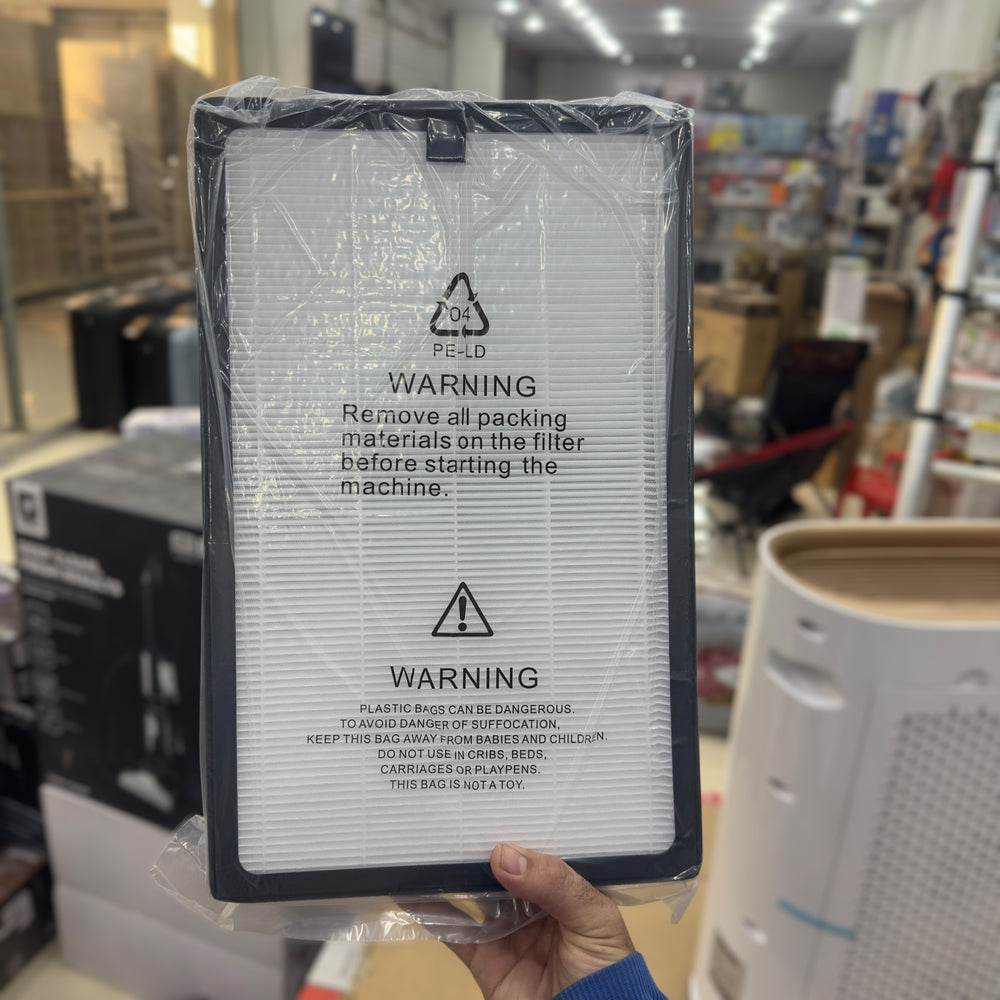 04
PE-LD
WARNING
Remove all packing
materials on the filter
before starting the
machine.
WARNING
PLASTIC BAGS CAN BE DANGEROUS.
TO AVOID DANGER OF SUFFOCATION,
KEEP THIS BAG AWAY FROM BABIES AND CHILDREN.
DO NOT USE IN CRIBS, BEDS,
CARRIAGES OR PLAYPENS.
THIS BAG IS NOT A TOY.